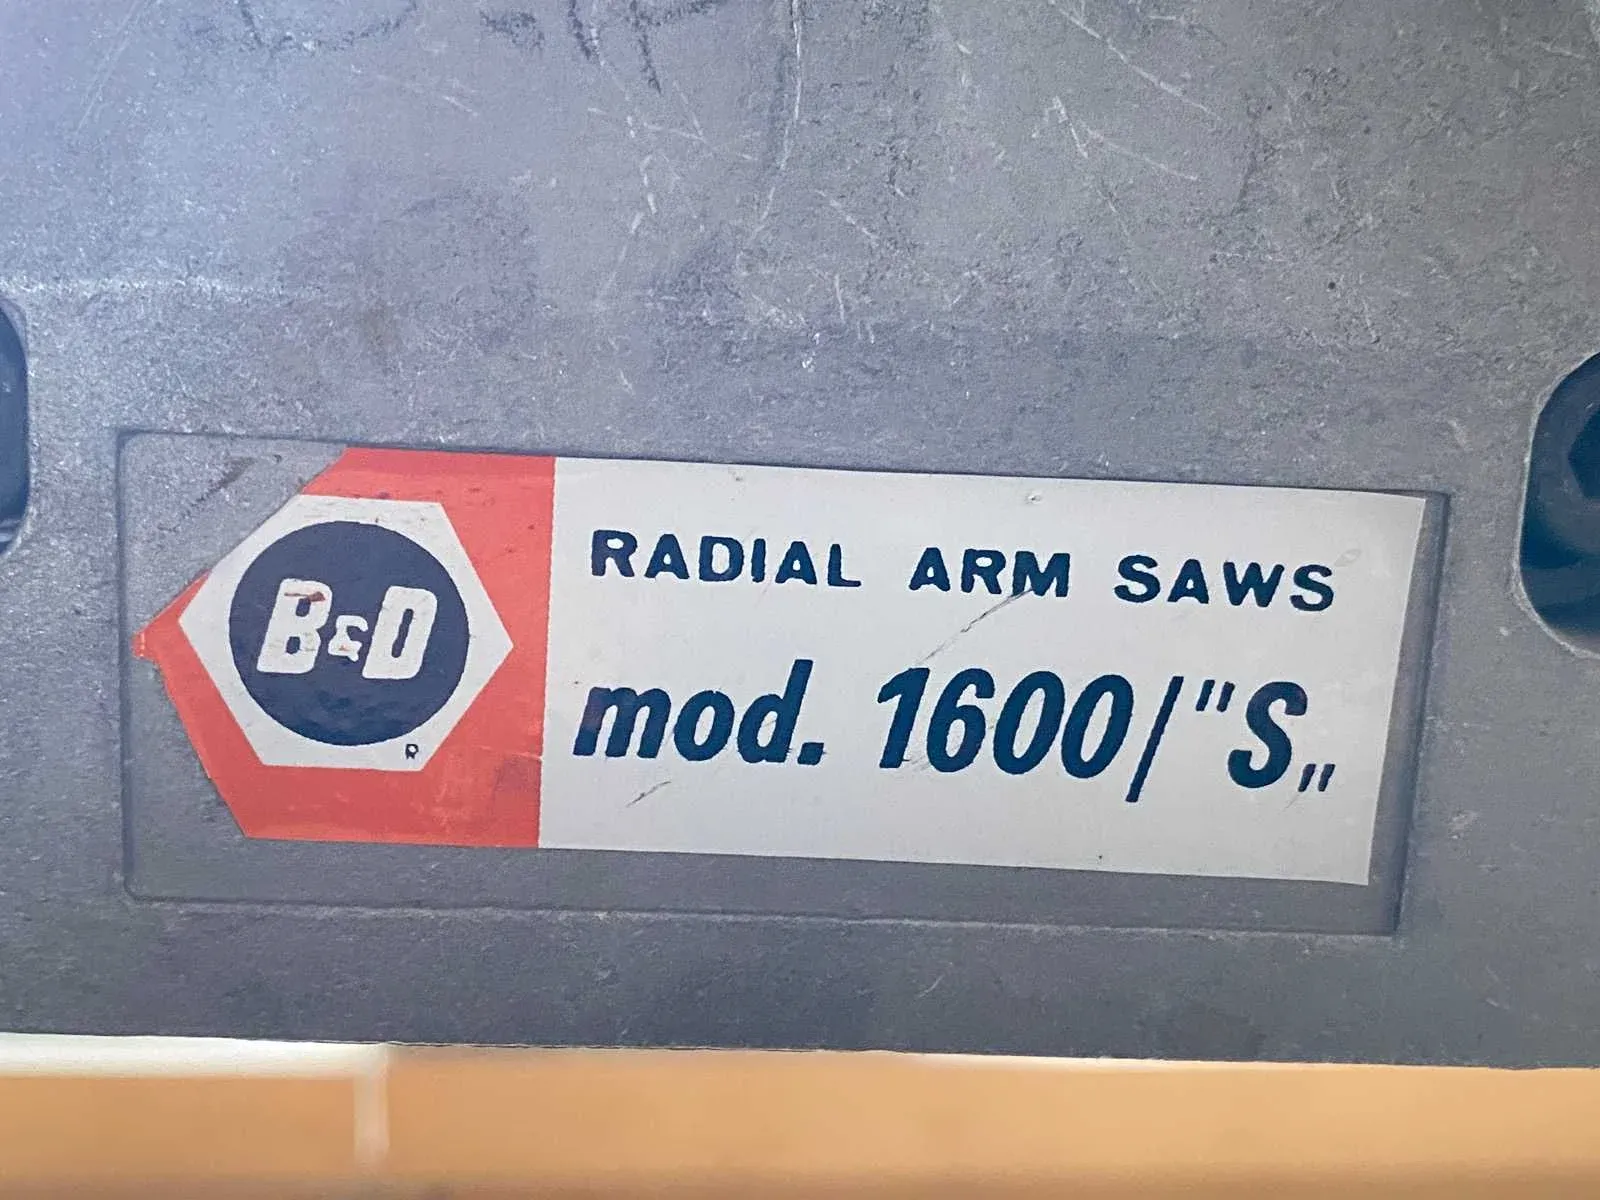 B&D
R
RADIAL ARM SAWS
mod. 1600/"S„